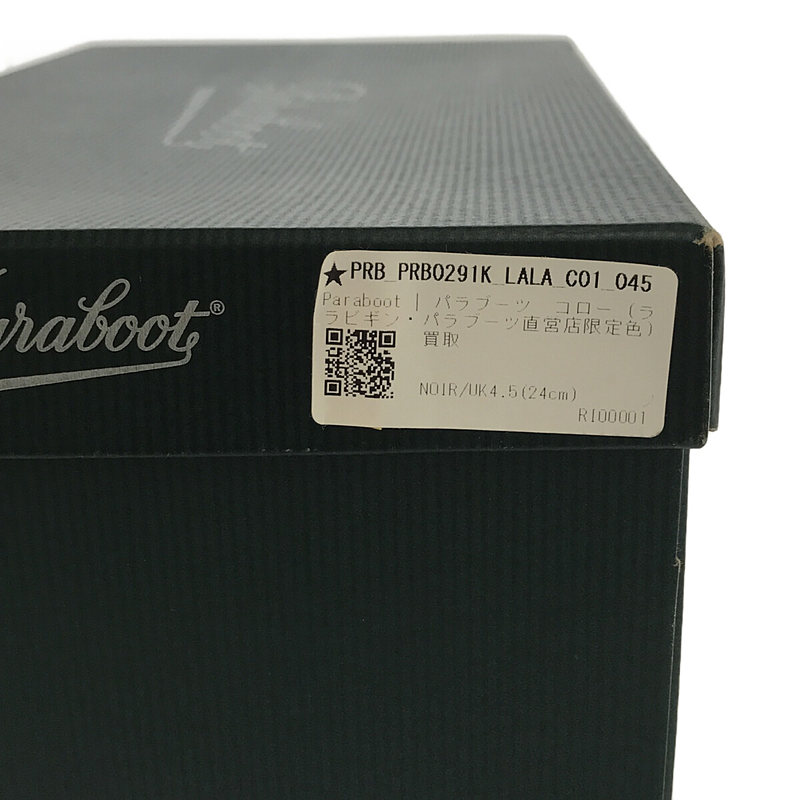 Paraboot
araboot®
★PRB_PRB0291K_LALA_C01_045
Paraboot | パラブーツ コロー (ラ
ラビギン・パラブーツ直営店限定色)
買取
NOIR/UK4.5(24cm)
RI00001